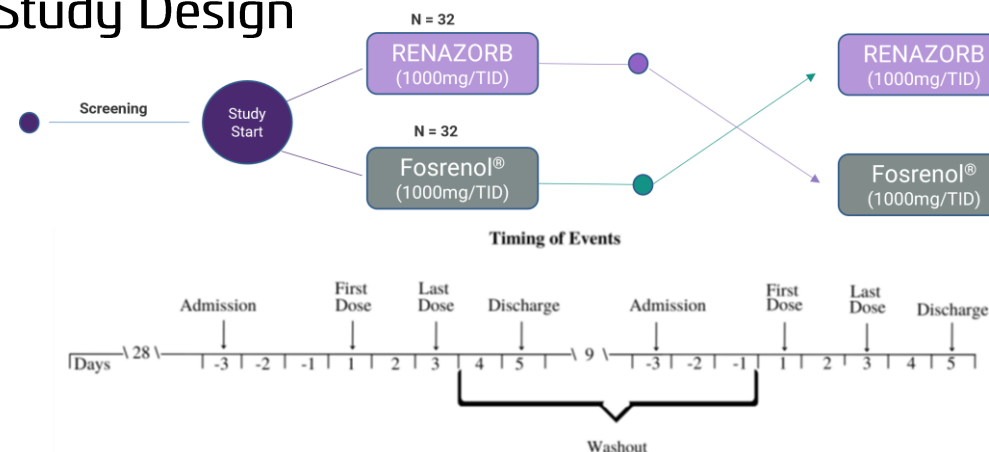 Study Design
N = 32
RENAZORB
(1000mg/TID)
RENAZORB
(1000mg/TID)
Screening
Study
Start
N = 32
Fosrenol®
(1000mg/TID)
Fosrenol®
(1000mg/TID)
Timing of Events
Admission
First
Dose
Last
Dose
Discharge
Admission
First
Dose
Last
Dose
Discharge
Days \ 28 \ -3 -2 -1 1 2 3 4 5 \ 9 \ -3 -2 -1 1 2 3 4 5
Washout